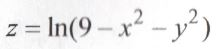 z = ln(9 − x² − y²)